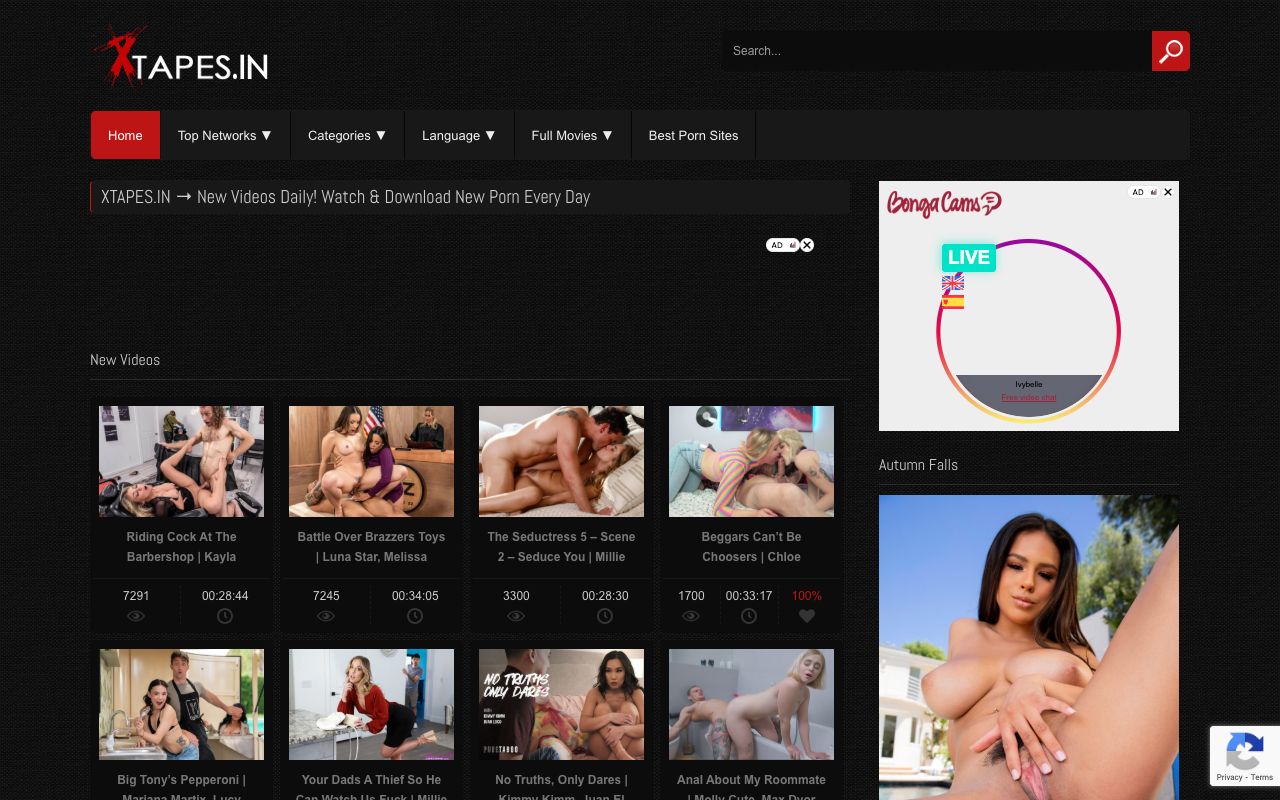 XTAPES.IN
Search...
Home
Top Networks ▼
Categories ▼
Language ▼
Full Movies ▼
Best Porn Sites
XTAPES.IN → New Videos Daily! Watch & Download New Porn Every Day
AD
BongaCams
AD
LIVE
Ivybelle
Free video chat
New Videos
Riding Cock At The
Barbershop | Kayla
7291
00:28:44
Battle Over Brazzers Toys
| Luna Star, Melissa
7245
00:34:05
The Seductress 5 – Scene
2 – Seduce You | Millie
3300
00:28:30
Beggars Can't Be
Choosers | Chloe
1700
00:33:17
100%
Autumn Falls
NO TRUTHS
ONLY DARES
PURETABOO
Big Tony's Pepperoni |
Mariana Martix, Lucy
Your Dads A Thief So He
Can Watch Us Fuck | Millie
No Truths, Only Dares |
Kimmy Kimm, Juan El
Anal About My Roommate
| Molly Cute, Max Dyor
Privacy - Terms